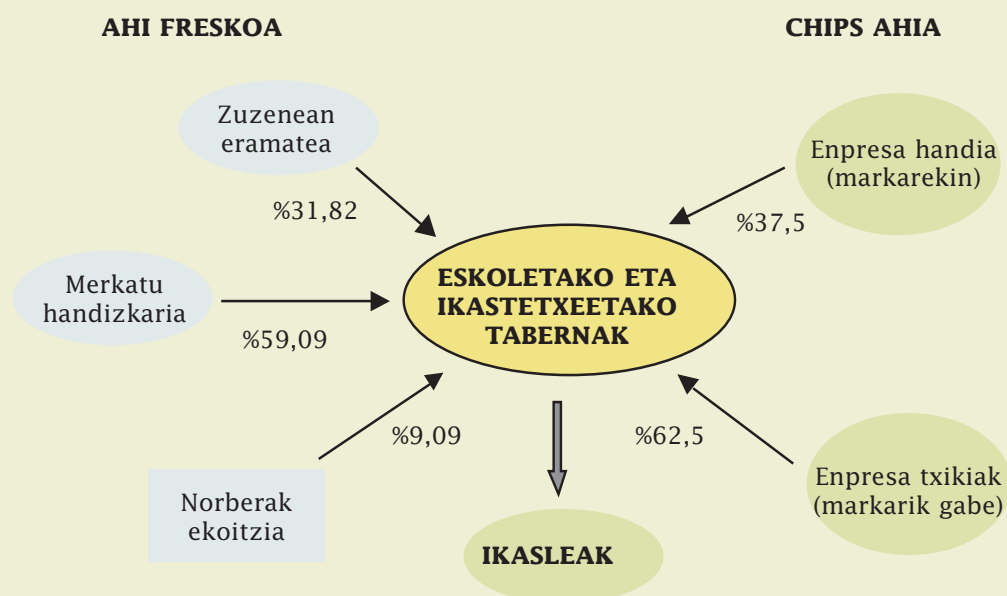 AHI FRESKOA
CHIPS AHIA
Zuzenean
eramatea
%31,82
Enpresa handia
(markarekin)
%37,5
Merkatu
handizkaria
%59,09
ESKOLETAKO ETA
IKASTETXEETAKO
TABERNAK
%9,09
%62,5
Norberak
ekoitzia
Enpresa txikiak
(markarik gabe)
IKASLEAK